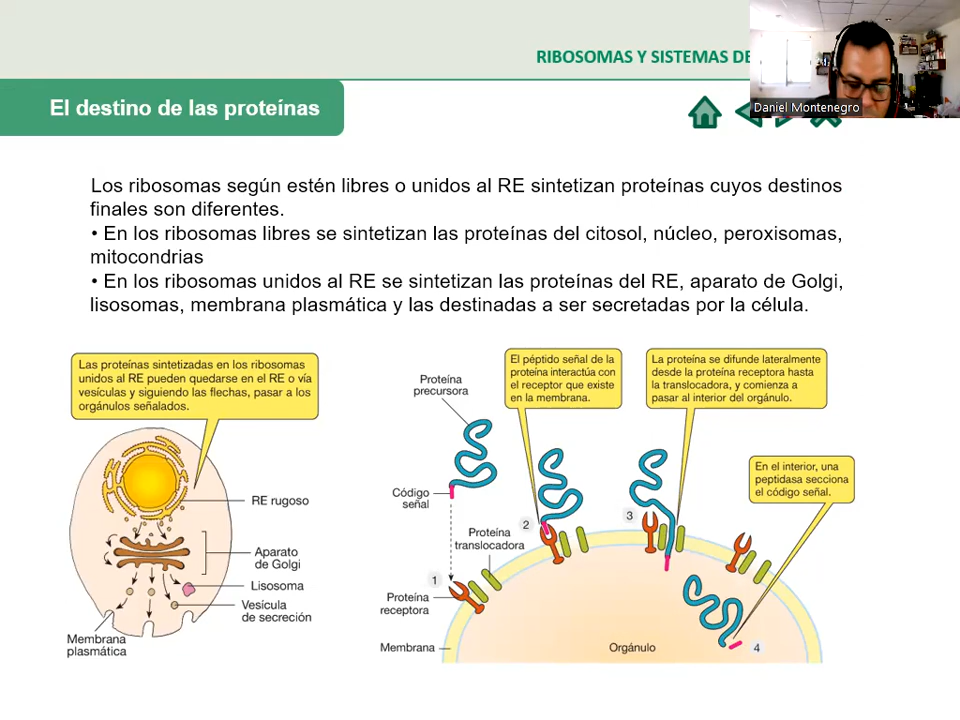 RIBOSOMAS Y SISTEMAS DE
Daniel Montenegro
El destino de las proteínas
Los ribosomas según estén libres o unidos al RE sintetizan proteínas cuyos destinos
finales son diferentes.
• En los ribosomas libres se sintetizan las proteínas del citosol, núcleo, peroxisomas,
mitocondrias
• En los ribosomas unidos al RE se sintetizan las proteínas del RE, aparato de Golgi,
lisosomas, membrana plasmática y las destinadas a ser secretadas por la célula.
Las proteínas sintetizadas en los ribosomas
unidos al RE pueden quedarse en el RE o vía
vesículas y siguiendo las flechas, pasar a los
orgánulos señalados.
RE rugoso
Aparato
de Golgi
Lisosoma
Vesícula
de secreción
Membrana
plasmática
El péptido señal de la
proteína interactúa con
el receptor que existe
en la membrana.
La proteína se difunde lateralmente
desde la proteína receptora hasta
la translocadora, y comienza a
pasar al interior del orgánulo.
En el interior, una
peptidasa secciona
el código señal.
Proteína
precursora
Código
señal
Proteína
translocadora
1
2
3
4
Proteína
receptora
Membrana
Orgánulo